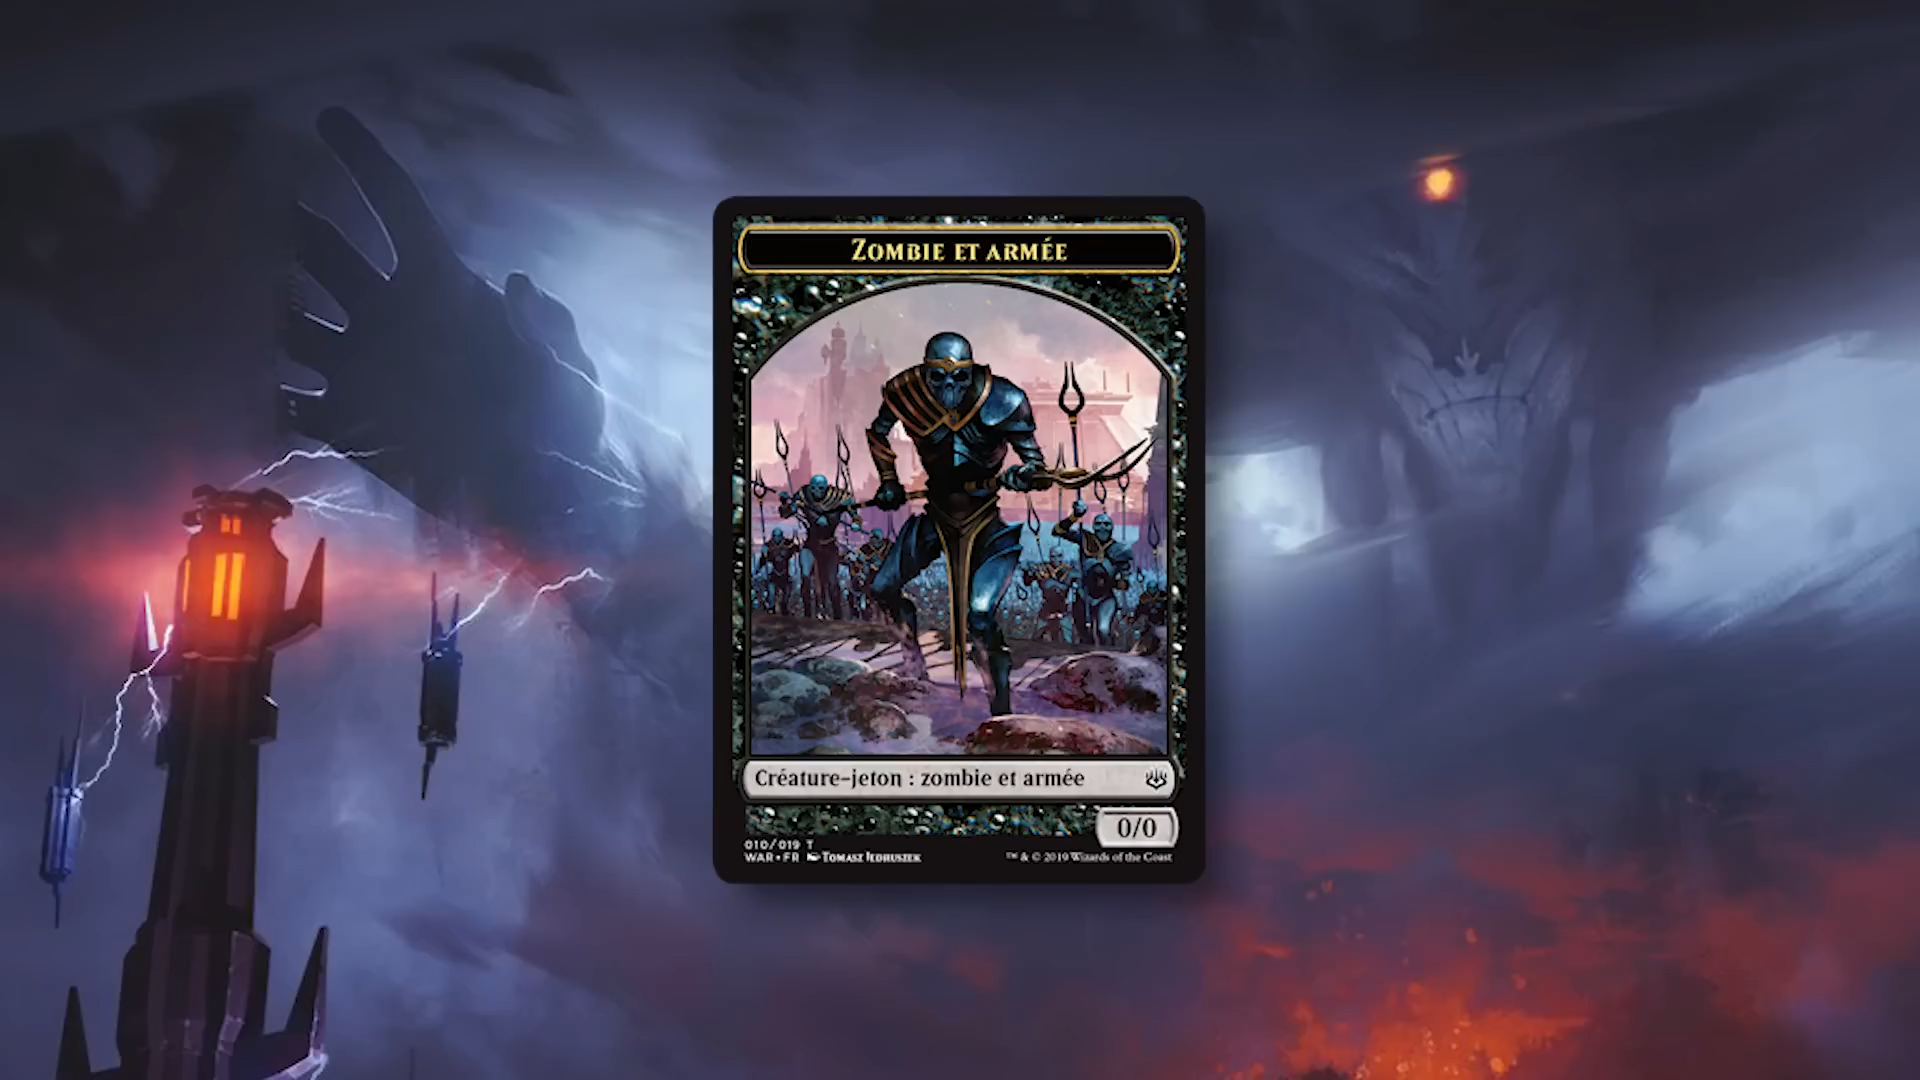 ZOMBIE ET ARMÉE
Créature-jeton : zombie et armée
0/0
010/019 T
WAR • FR TOMASZ JEDRUSZEK
™ & © 2019 Wizards of the Coast